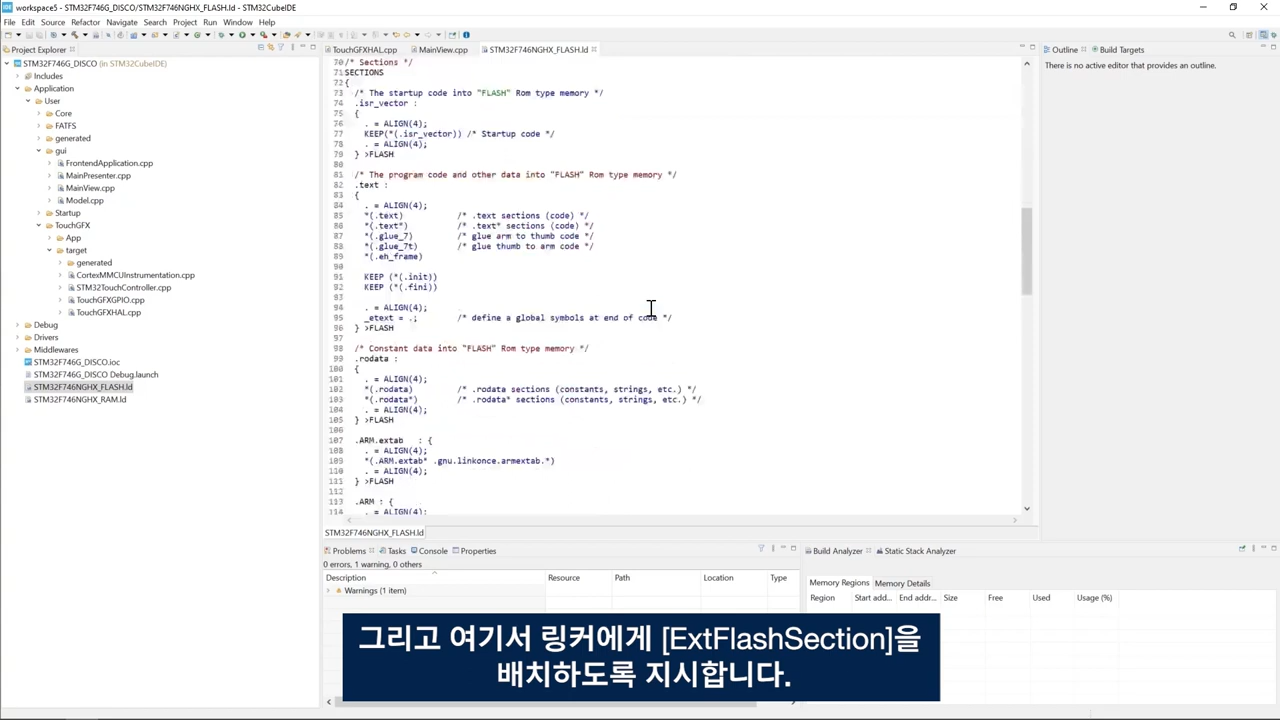 workspace5 - STM32F746G_DISCO/STM32F746NGHX_FLASH.ld - STM32CubeIDE
File Edit Source Refactor Navigate Search Project Run Window Help
Project Explorer
STM32F746G_DISCO (in STM32CubeIDE)
Includes
Application
User
Core
FATFS
generated
gui
FrontendApplication.cpp
MainPresenter.cpp
MainView.cpp
Model.cpp
Startup
TouchGFX
App
target
generated
CortexMMCUInstrumentation.cpp
STM32TouchController.cpp
TouchGFXGPIO.cpp
TouchGFXHAL.cpp
Debug
Drivers
Middlewares
STM32F746G_DISCO.ioc
STM32F746G_DISCO Debug.launch
STM32F746NGHX_FLASH.ld
STM32F746NGHX_RAM.ld
TouchGFXHAL.cpp MainView.cpp STM32F746NGHX_FLASH.ld
70 /* Sections */
71 SECTIONS
72 {
73 /* The startup code into "FLASH" Rom type memory */
74 .isr_vector :
75 {
76 . = ALIGN(4);
77 KEEP(*(.isr_vector)) /* Startup code */
78 . = ALIGN(4);
79 } >FLASH
80
81 /* The program code and other data into "FLASH" Rom type memory */
82 .text :
83 {
84 . = ALIGN(4);
85 *(.text) /* .text sections (code) */
86 *(.text*) /* .text* sections (code) */
87 *(.glue_7) /* glue arm to thumb code */
88 *(.glue_7t) /* glue thumb to arm code */
89 *(.eh_frame)
90
91 KEEP (*(.init))
92 KEEP (*(.fini))
93
94 . = ALIGN(4);
95 _etext = .; /* define a global symbols at end of code */
96 } >FLASH
97
98 /* Constant data into "FLASH" Rom type memory */
99 .rodata :
100 {
101 . = ALIGN(4);
102 *(.rodata) /* .rodata sections (constants, strings, etc.) */
103 *(.rodata*) /* .rodata* sections (constants, strings, etc.) */
104 . = ALIGN(4);
105 } >FLASH
106
107 .ARM.extab : {
108 . = ALIGN(4);
109 *(.ARM.extab* .gnu.linkonce.armextab.*)
110 . = ALIGN(4);
111 } >FLASH
112
113 .ARM : {
114 . = ALIGN(4);
STM32F746NGHX_FLASH.ld
Outline Build Targets
There is no active editor that provides an outline.
Problems Tasks Console Properties
0 errors, 1 warning, 0 others
Description Resource Path Location Type
Warnings (1 item)
Build Analyzer Static Stack Analyzer
Memory Regions Memory Details
Region Start add... End addr... Size Free Used Usage (%)
그리고 여기서 링커에게 [ExtFlashSection]을
배치하도록 지시합니다.